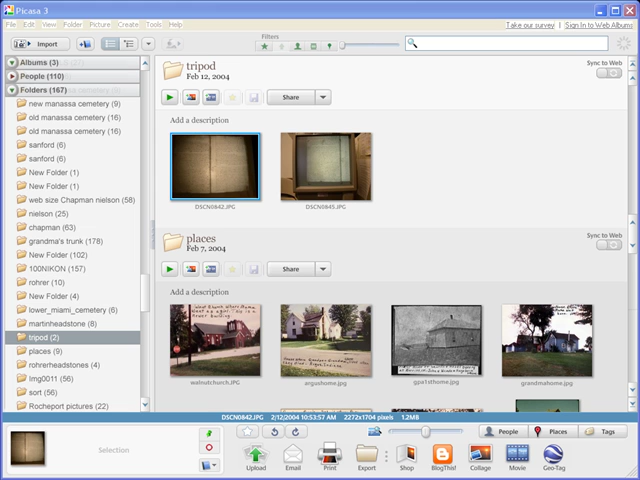 Picasa 3
File Edit View Folder Picture Create Tools Help
Take our survey | Sign In to Web Albums
Import
Filters
Albums (3)
People (110)
Folders (167)
new manassa cemetery (9)
old manassa cemetery (16)
old manassa cemetery (16)
sanford (6)
sanford (6)
New Folder (1)
New Folder (1)
web size Chapman nielson (58)
nielson (25)
chapman (63)
grandma's trunk (178)
New Folder (102)
100NIKON (157)
rohrer (10)
New Folder (4)
lower_miami_cemetery (6)
martinheadstone (8)
tripod (2)
places (9)
rohrerheadstones (4)
Img0011 (56)
sort (56)
Rocheport pictures (22)
tripod
Feb 12, 2004
Sync to Web
Share
Add a description
DSCN0842.JPG
DSCN0845.JPG
places
Feb 7, 2004
Sync to Web
Share
Add a description
walnutchurch.JPG
argushome.jpg
gpa1sthome.jpg
grandmahome.jpg
DSCN0842.JPG 2/12/2004 10:53:57 AM 2272x1704 pixels 1.2MB
Selection
People
Places
Tags
Upload
Email
Print
Export
Shop
BlogThis!
Collage
Movie
Geo-Tag